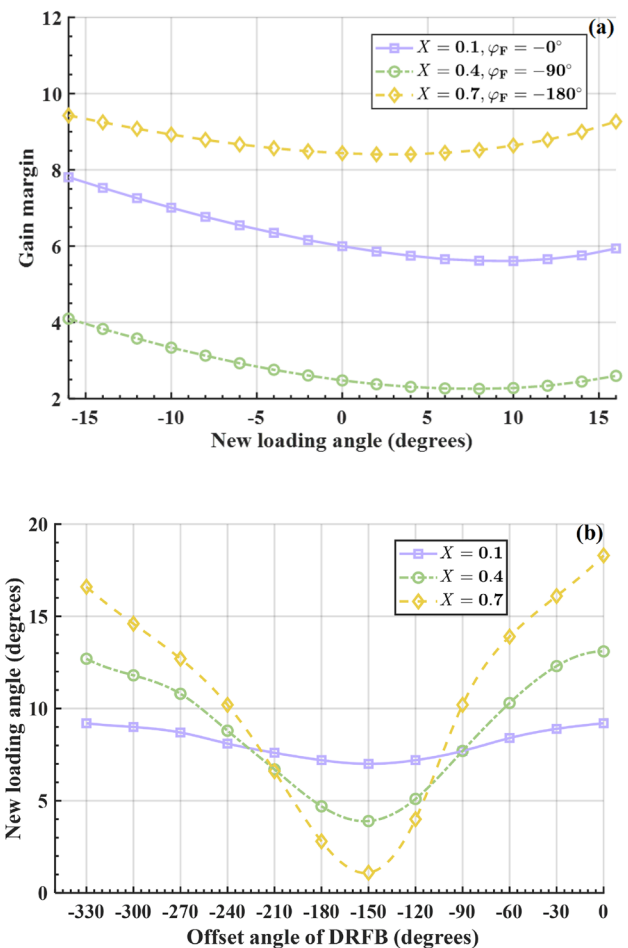 (a)
X = 0.1, φF = −0°
X = 0.4, φF = −90°
X = 0.7, φF = −180°
12
10
8
6
4
2
Gain margin
-15 -10 -5 0 5 10 15
New loading angle (degrees)
(b)
X = 0.1
X = 0.4
X = 0.7
20
15
10
5
0
New loading angle (degrees)
-330 -300 -270 -240 -210 -180 -150 -120 -90 -60 -30 0
Offset angle of DRFB (degrees)